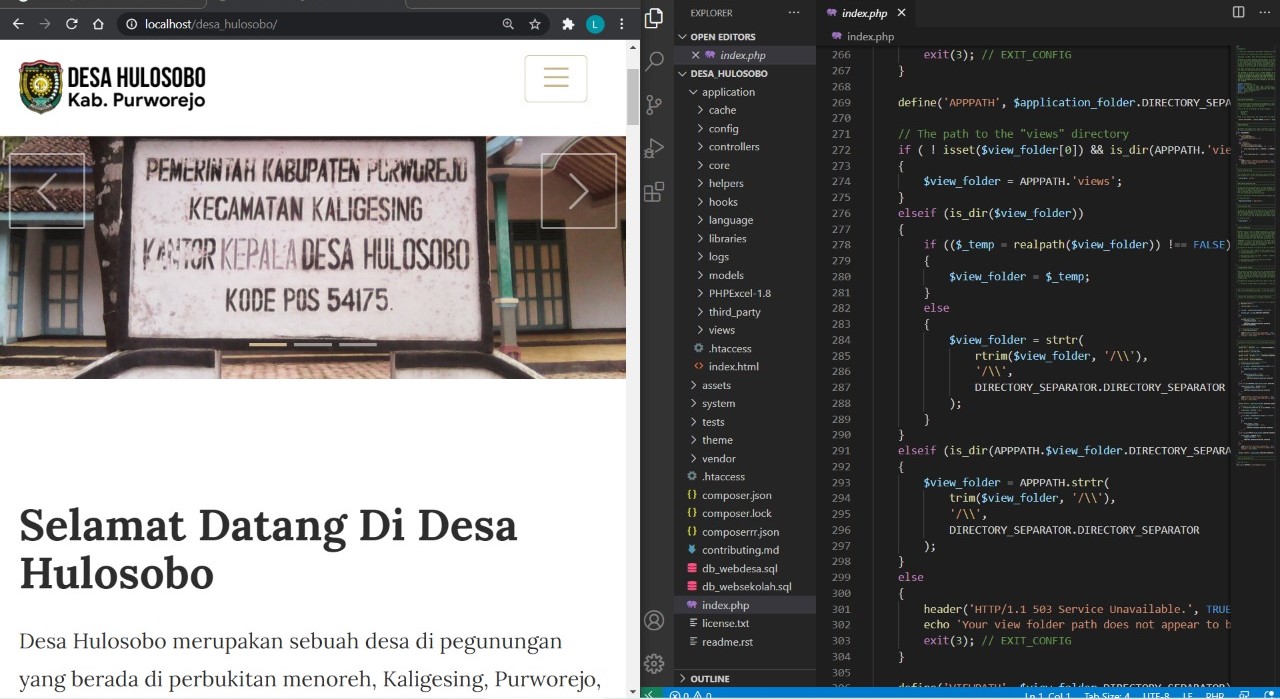 localhost/desa_hulosobo/
L
DESA HULOSOBO
Kab. Purworejo
PEMERINTAH KABUPATEN PURWUREJU
KECAMATAN KALIGESING
KANTOR KEPALA DESA HULOSOBO
KODE POS 54175.
Selamat Datang Di Desa
Hulosobo
Desa Hulosobo merupakan sebuah desa di pegunungan
yang berada di perbukitan menoreh, Kaligesing, Purworejo,
EXPLORER
OPEN EDITORS
index.php
DESA_HULOSOBO
application
cache
config
controllers
core
helpers
hooks
language
libraries
logs
models
PHPExcel-1.8
third_party
views
.htaccess
index.html
assets
system
tests
theme
vendor
.htaccess
composer.json
composer.lock
composerrr.json
contributing.md
db_webdesa.sql
db_websekolah.sql
index.php
license.txt
readme.rst
OUTLINE
index.php
index.php
266 exit(3); // EXIT_CONFIG
267 }
268
269 define('APPPATH', $application_folder.DIRECTORY_SEPA
270
271 // The path to the "views" directory
272 if ( ! isset($view_folder[0]) && is_dir(APPPATH.'vie
273 {
274 $view_folder = APPPATH.'views';
275 }
276 elseif (is_dir($view_folder))
277 {
278 if (($_temp = realpath($view_folder)) !== FALSE)
279 {
280 $view_folder = $_temp;
281 }
282 else
283 {
284 $view_folder = strtr(
285 rtrim($view_folder, '/\\'),
286 '/\\',
287 DIRECTORY_SEPARATOR.DIRECTORY_SEPARATOR
288 );
289 }
290 }
291 elseif (is_dir(APPPATH.$view_folder.DIRECTORY_SEPARA
292 {
293 $view_folder = APPPATH.strtr(
294 trim($view_folder, '/\\'),
295 '/\\',
296 DIRECTORY_SEPARATOR.DIRECTORY_SEPARATOR
297 );
298 }
299 else
300 {
301 header('HTTP/1.1 503 Service Unavailable.', TRUE
302 echo 'Your view folder path does not appear to b
303 exit(3); // EXIT_CONFIG
304 }
305
306 define('VIEWPATH', $view_folder.DIRECTORY_SEPARATOR
0 0 Ln 1, Col 1 Tab Size: 4 UTF-8 LF PHP